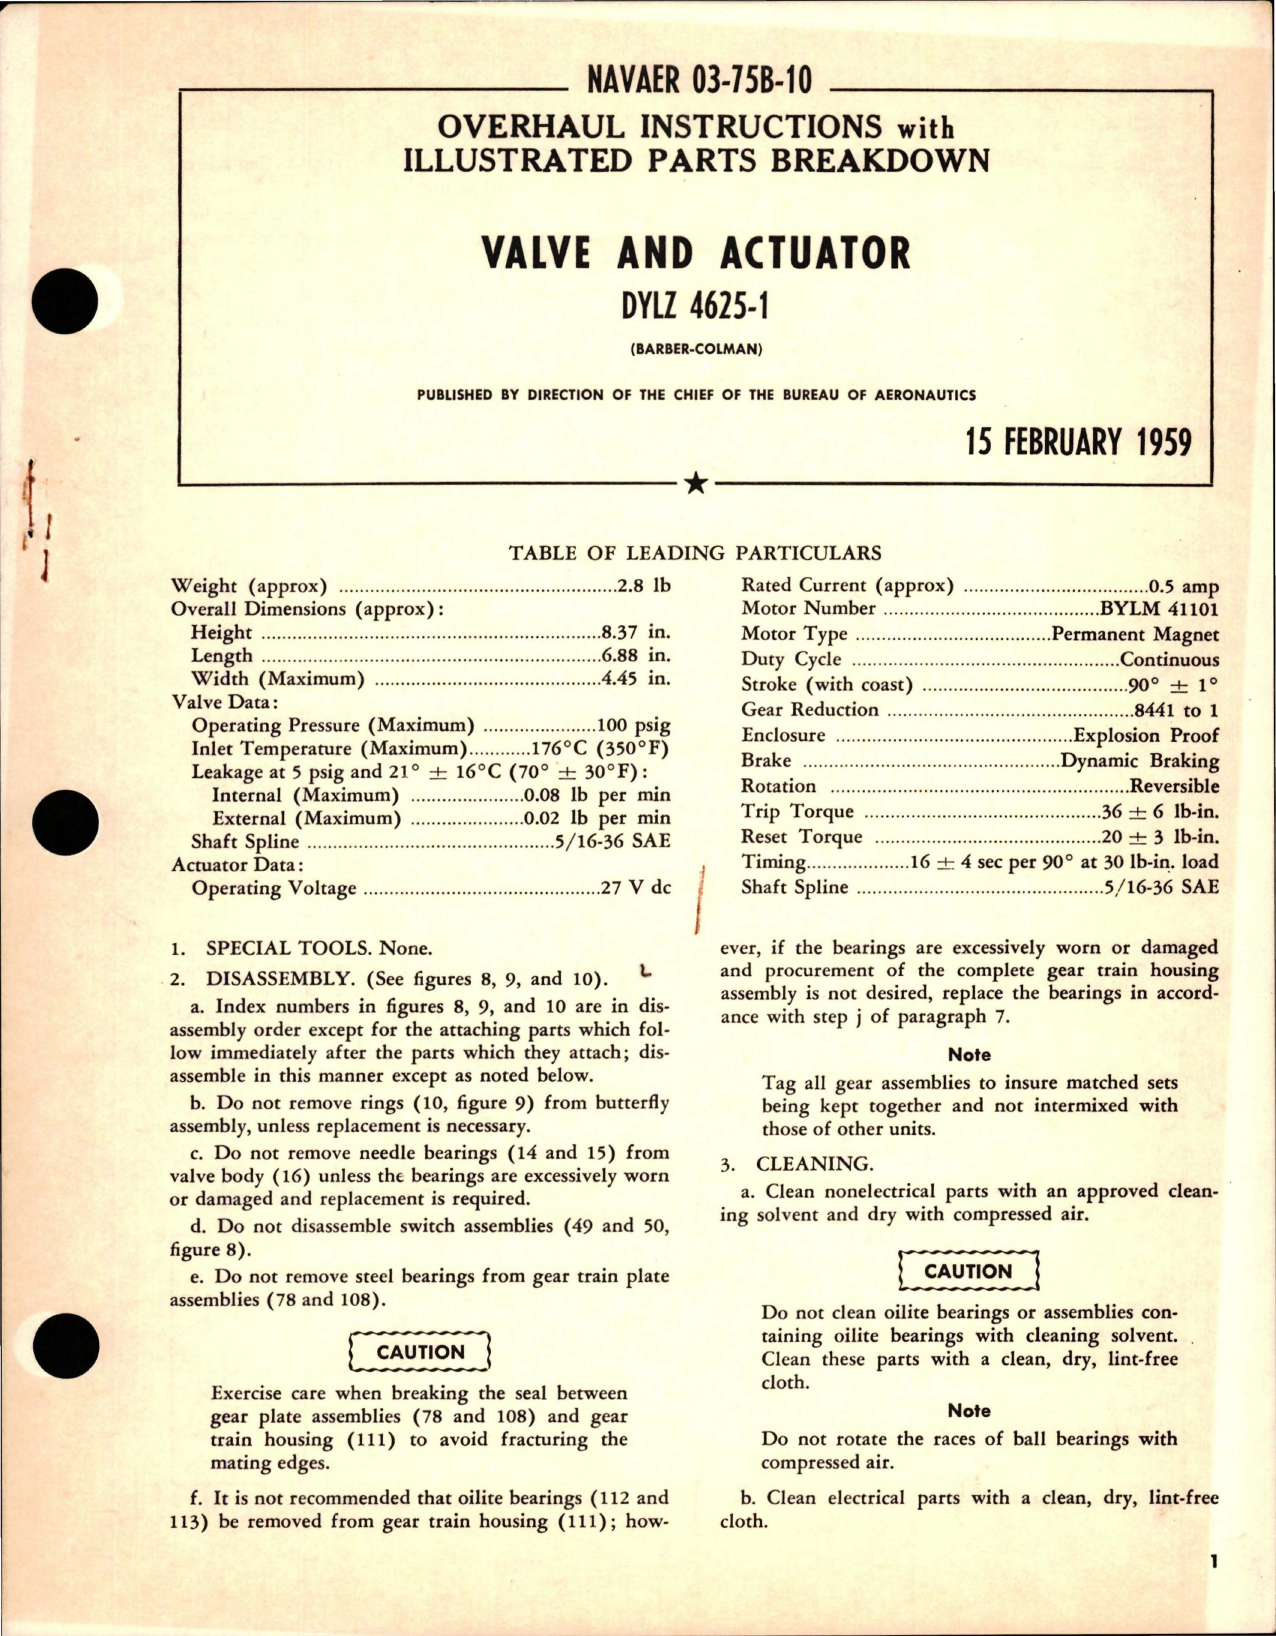 NAVAER 03-75B-10
OVERHAUL INSTRUCTIONS with
ILLUSTRATED PARTS BREAKDOWN
VALVE AND ACTUATOR
DYLZ 4625-1
(BARBER-COLMAN)
PUBLISHED BY DIRECTION OF THE CHIEF OF THE BUREAU OF AERONAUTICS
15 FEBRUARY 1959
TABLE OF LEADING PARTICULARS
Weight (approx) ........................................2.8 lb
Overall Dimensions (approx):
Height ........................................8.37 in.
Length ........................................6.88 in.
Width (Maximum) ........................................4.45 in.
Valve Data:
Operating Pressure (Maximum) ....................100 psig
Inlet Temperature (Maximum)...........176°C (350°F)
Leakage at 5 psig and 21° ± 16°C (70° ± 30°F):
Internal (Maximum) ....................0.08 lb per min
External (Maximum) ....................0.02 lb per min
Shaft Spline ........................................5/16-36 SAE
Actuator Data:
Operating Voltage ........................................27 V dc
Rated Current (approx) ..................................0.5 amp
Motor Number ......................................BYLM 41101
Motor Type ..................................Permanent Magnet
Duty Cycle ........................................Continuous
Stroke (with coast) ....................................90° ± 1°
Gear Reduction ........................................8441 to 1
Enclosure ........................................Explosion Proof
Brake ........................................Dynamic Braking
Rotation ........................................Reversible
Trip Torque ........................................36 ± 6 lb-in.
Reset Torque ........................................20 ± 3 lb-in.
Timing..................16 ± 4 sec per 90° at 30 lb-in. load
Shaft Spline ........................................5/16-36 SAE
1. SPECIAL TOOLS. None.
2. DISASSEMBLY. (See figures 8, 9, and 10).
a. Index numbers in figures 8, 9, and 10 are in dis-
assembly order except for the attaching parts which fol-
low immediately after the parts which they attach; dis-
assemble in this manner except as noted below.
b. Do not remove rings (10, figure 9) from butterfly
assembly, unless replacement is necessary.
c. Do not remove needle bearings (14 and 15) from
valve body (16) unless the bearings are excessively worn
or damaged and replacement is required.
d. Do not disassemble switch assemblies (49 and 50,
figure 8).
e. Do not remove steel bearings from gear train plate
assemblies (78 and 108).
CAUTION
Exercise care when breaking the seal between
gear plate assemblies (78 and 108) and gear
train housing (111) to avoid fracturing the
mating edges.
f. It is not recommended that oilite bearings (112 and
113) be removed from gear train housing (111); how-
ever, if the bearings are excessively worn or damaged
and procurement of the complete gear train housing
assembly is not desired, replace the bearings in accord-
ance with step j of paragraph 7.
Note
Tag all gear assemblies to insure matched sets
being kept together and not intermixed with
those of other units.
3. CLEANING.
a. Clean nonelectrical parts with an approved clean-
ing solvent and dry with compressed air.
CAUTION
Do not clean oilite bearings or assemblies con-
taining oilite bearings with cleaning solvent.
Clean these parts with a clean, dry, lint-free
cloth.
Note
Do not rotate the races of ball bearings with
compressed air.
b. Clean electrical parts with a clean, dry, lint-free
cloth.
1